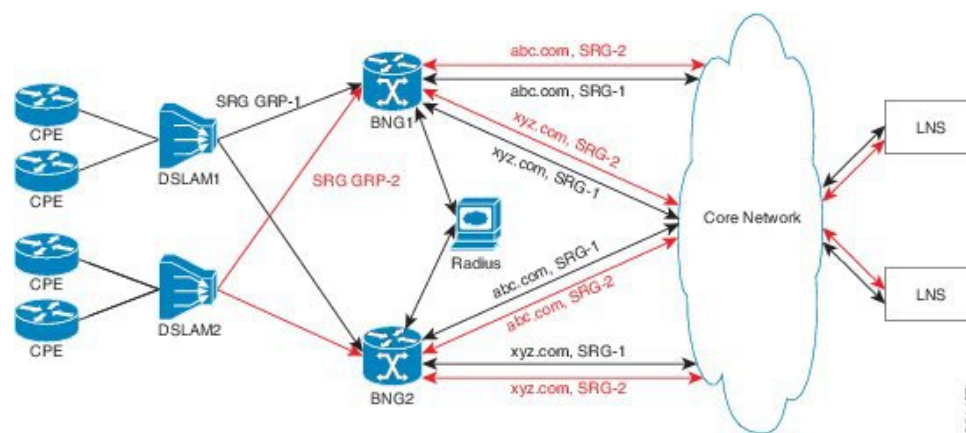 abc.com, SRG-2
abc.com, SRG-1
SRG GRP-1
BNG1
xyz.com, SRG-2
xyz.com, SRG-1
CPE
CPE
DSLAM1
SRG GRP-2
LNS
Core Network
Radius
CPE
CPE
DSLAM2
abc.com, SRG-1
abc.com, SRG-2
LNS
xyz.com, SRG-1
xyz.com, SRG-2
BNG2